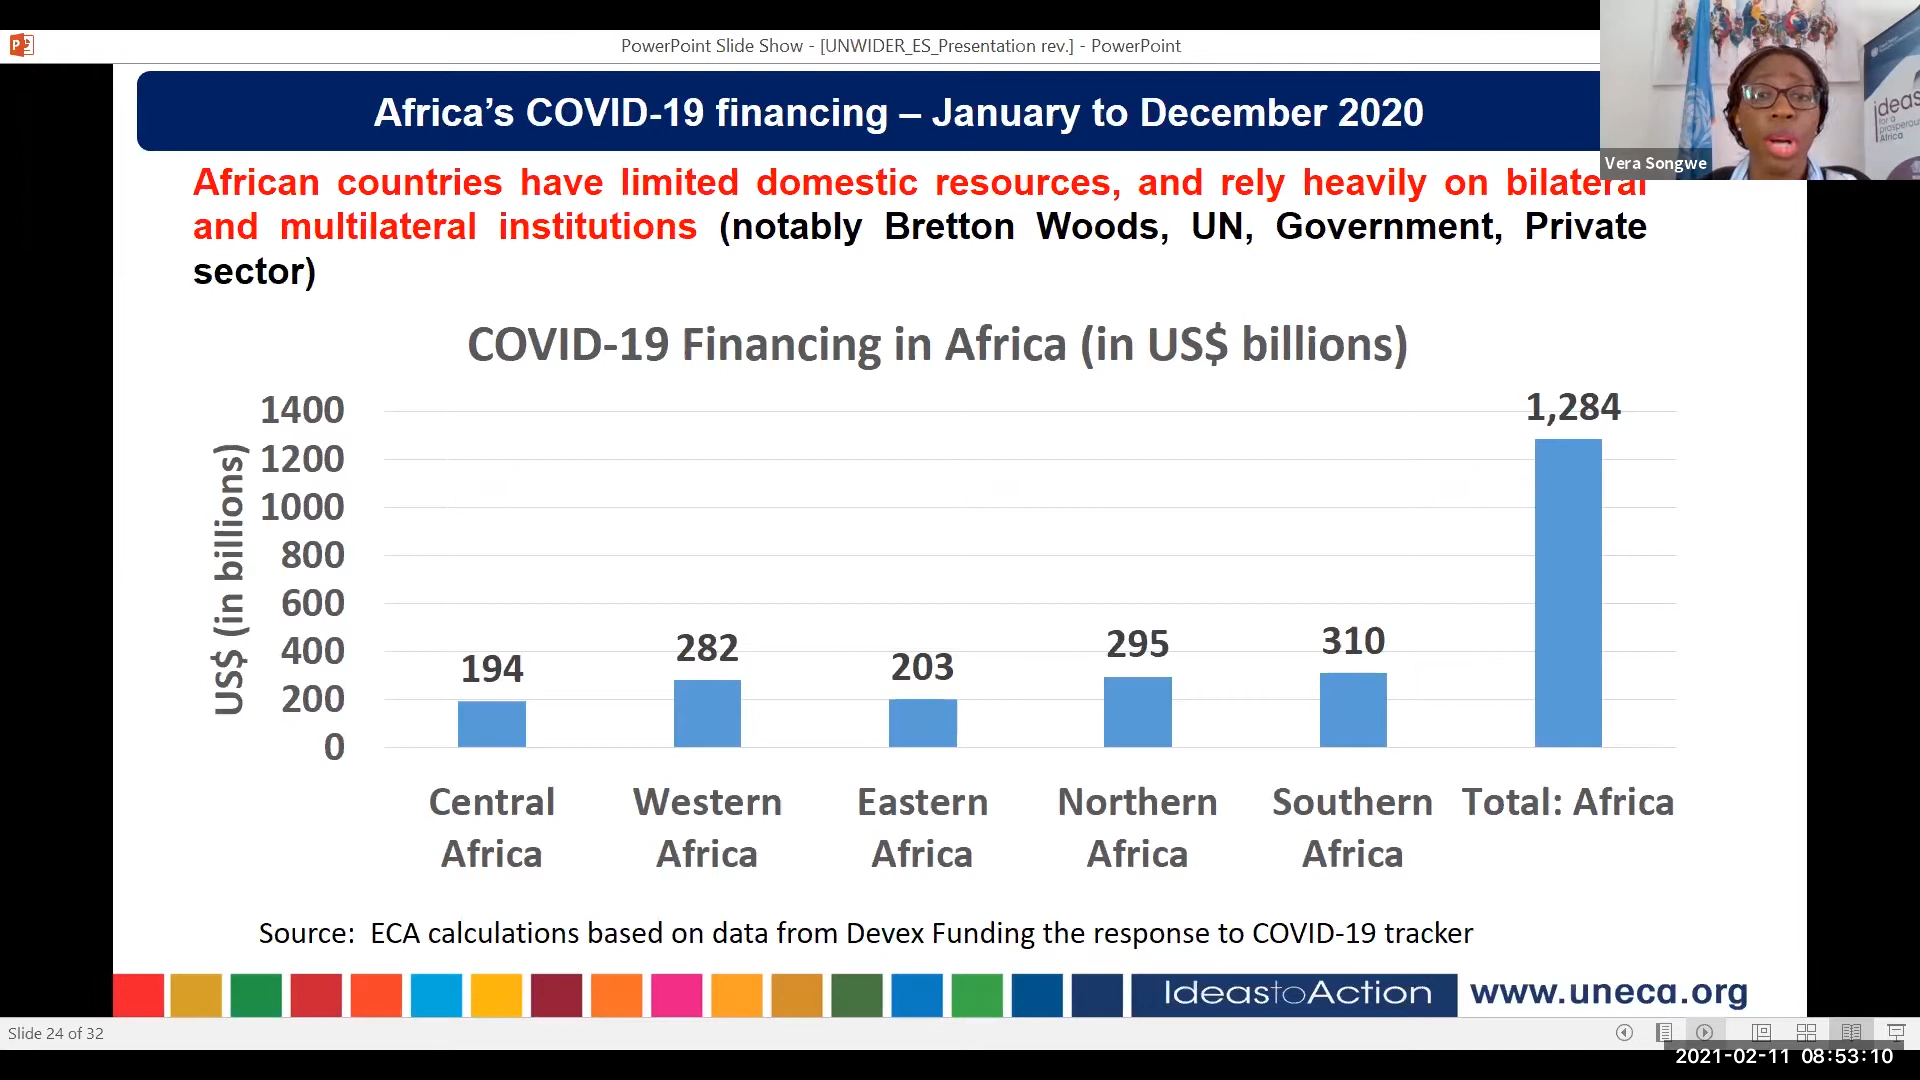 PowerPoint Slide Show - [UNWIDER_ES_Presentation rev.] - PowerPoint
Africa's COVID-19 financing – January to December 2020
ideas
for a
prosperous
Africa
Vera Songwe
African countries have limited domestic resources, and rely heavily on bilateral
and multilateral institutions (notably Bretton Woods, UN, Government, Private
sector)
COVID-19 Financing in Africa (in US$ billions)
US$ (in billions)
1400
1200
1000
800
600
400
200
0
194
282
203
295
310
1,284
Central Africa
Western Africa
Eastern Africa
Northern Africa
Southern Africa
Total: Africa
Source: ECA calculations based on data from Devex Funding the response to COVID-19 tracker
IdeastoAction
www.uneca.org
Slide 24 of 32
2021-02-11 08:53:10